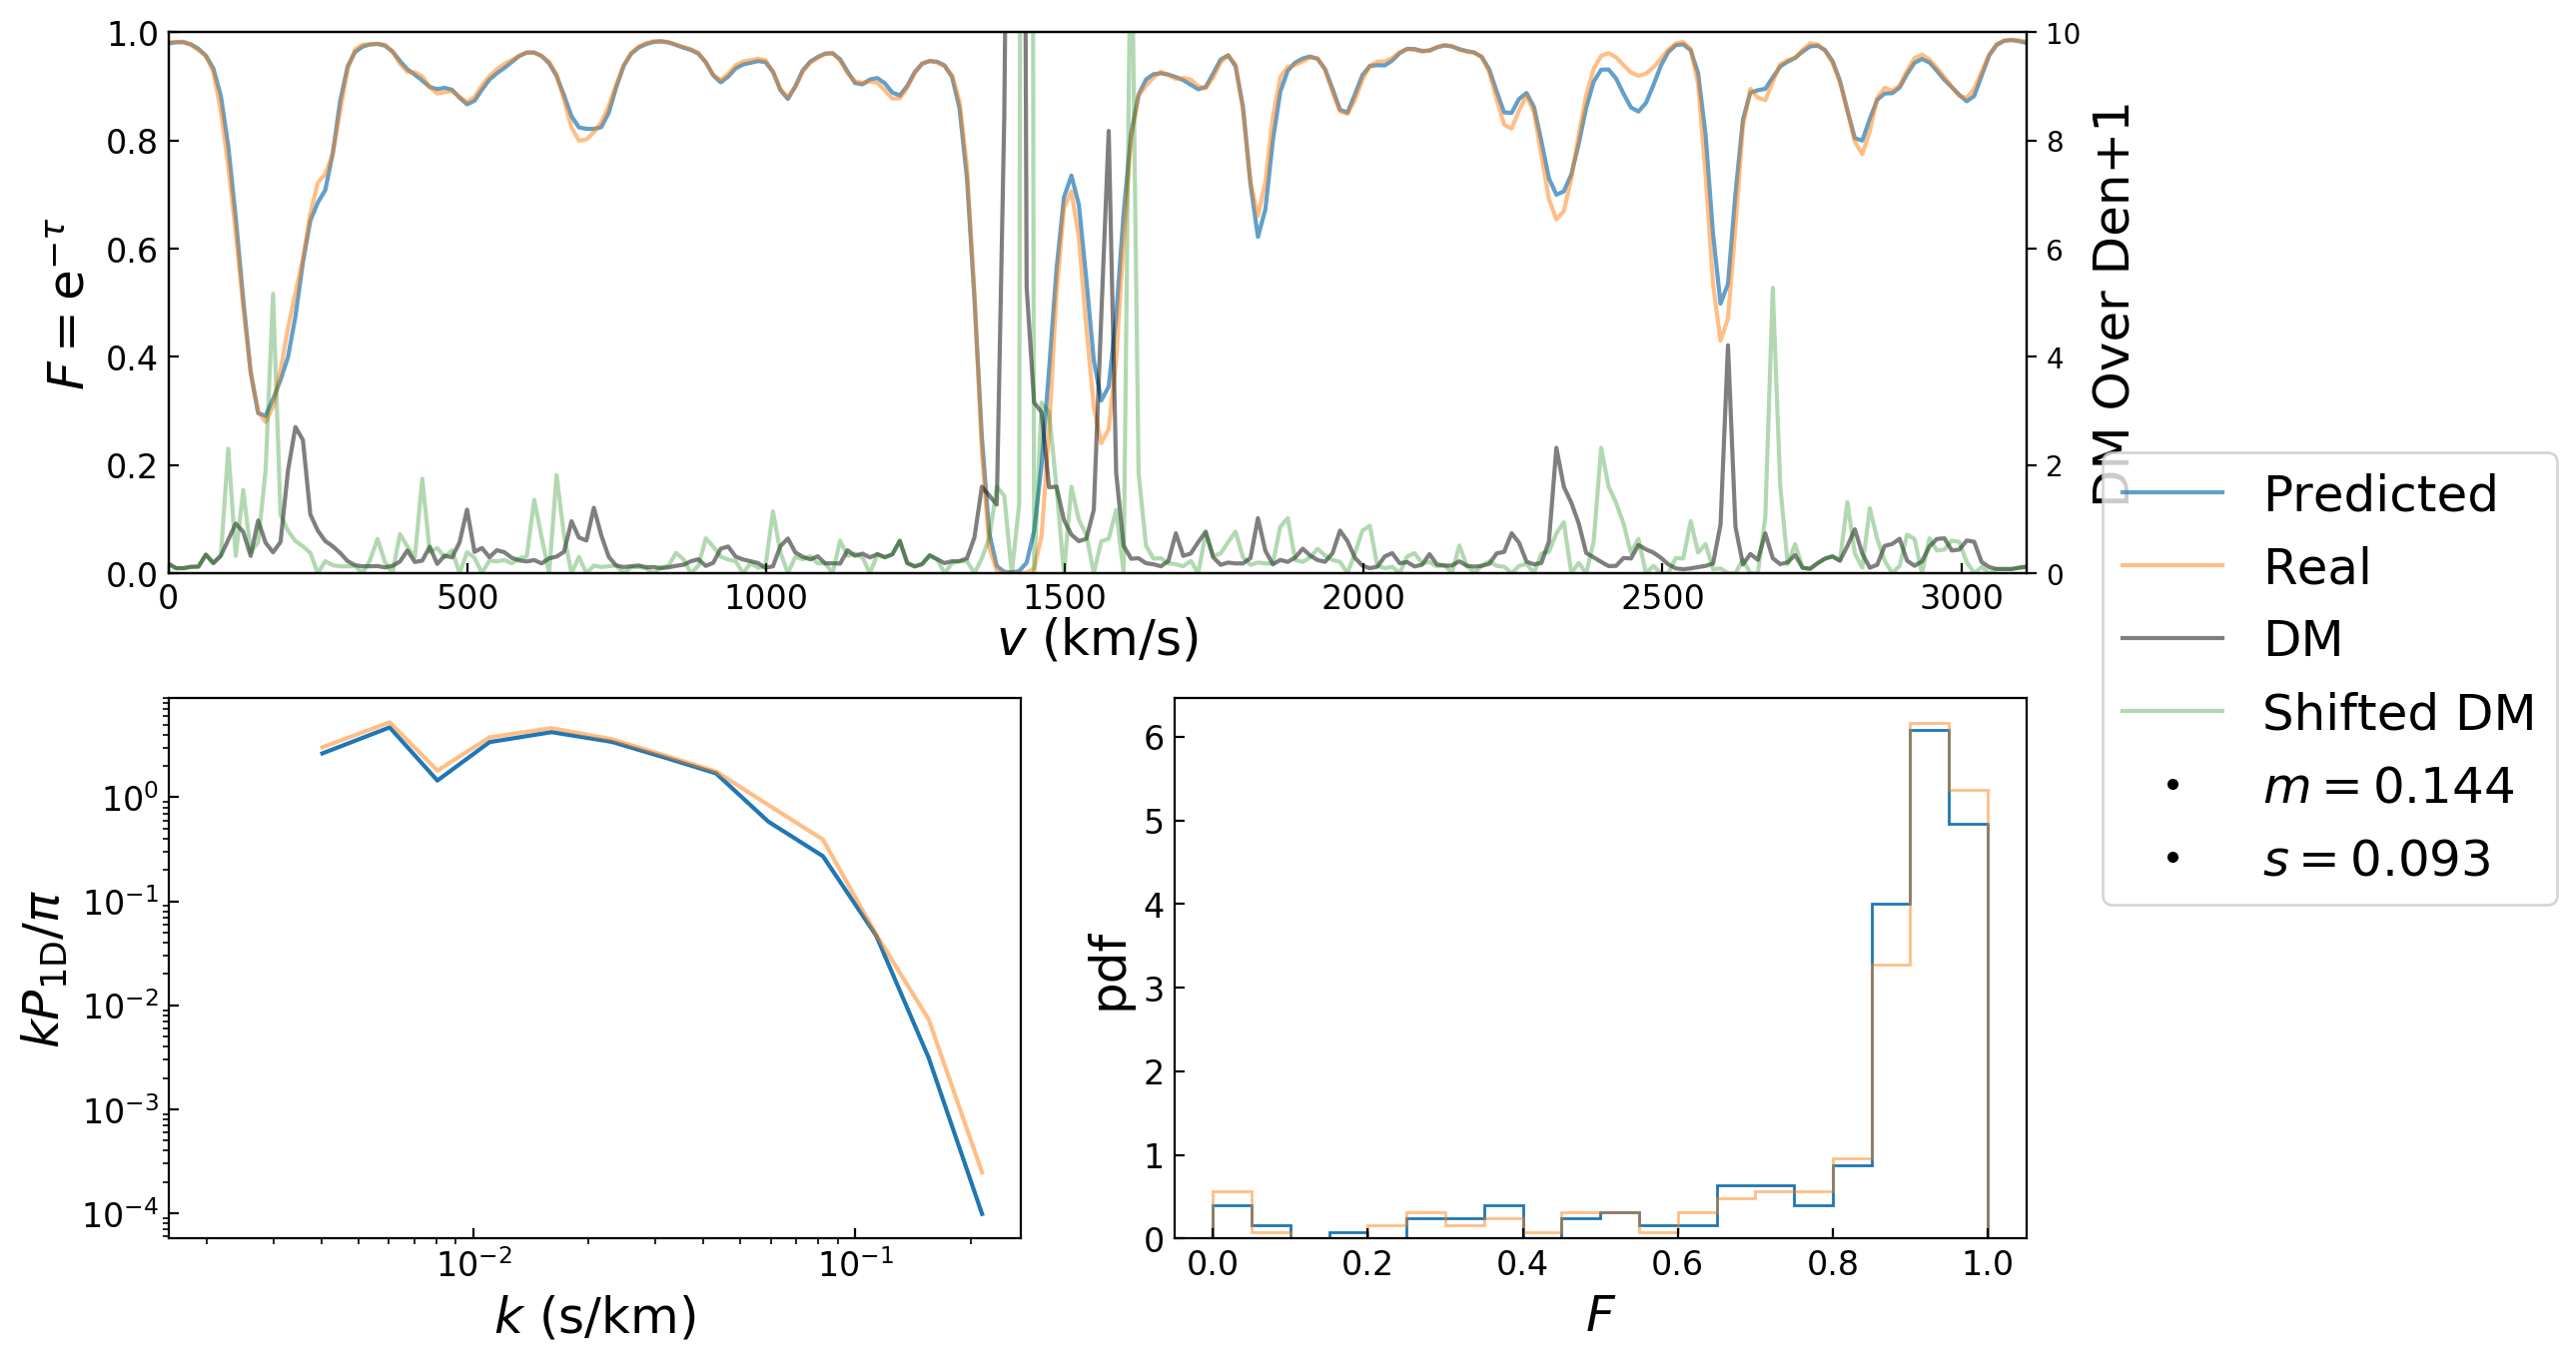 1.0
0.8
0.6
0.4
0.2
0.0
F = e^{−τ}
10
8
6
4
2
0
DM Over Den+1
0 500 1000 1500 2000 2500 3000
v (km/s)
Predicted
Real
DM
Shifted DM
m = 0.144
s = 0.093
10^0
10^{−1}
10^{−2}
10^{−3}
10^{−4}
kP_{1D}/π
10^{−2} 10^{−1}
k (s/km)
6
5
4
3
2
1
0
pdf
0.0 0.2 0.4 0.6 0.8 1.0
F